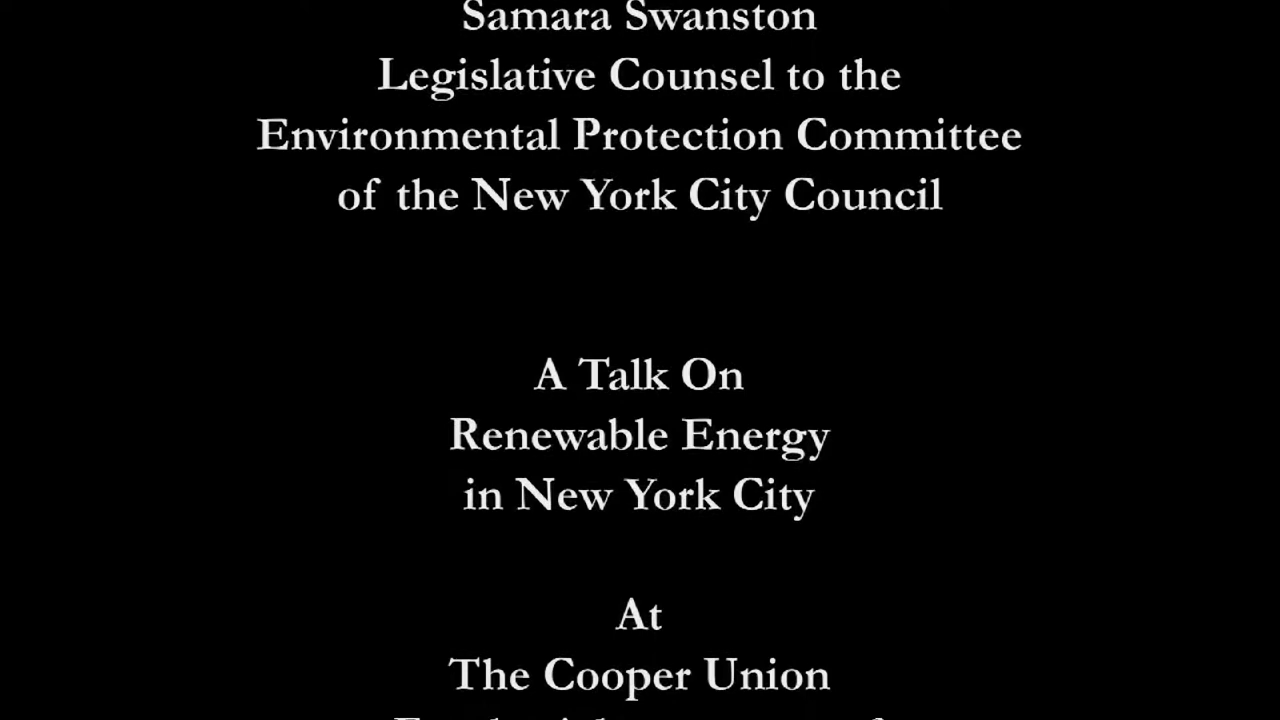 Samara Swanston
Legislative Counsel to the
Environmental Protection Committee
of the New York City Council
A Talk On
Renewable Energy
in New York City
At
The Cooper Union